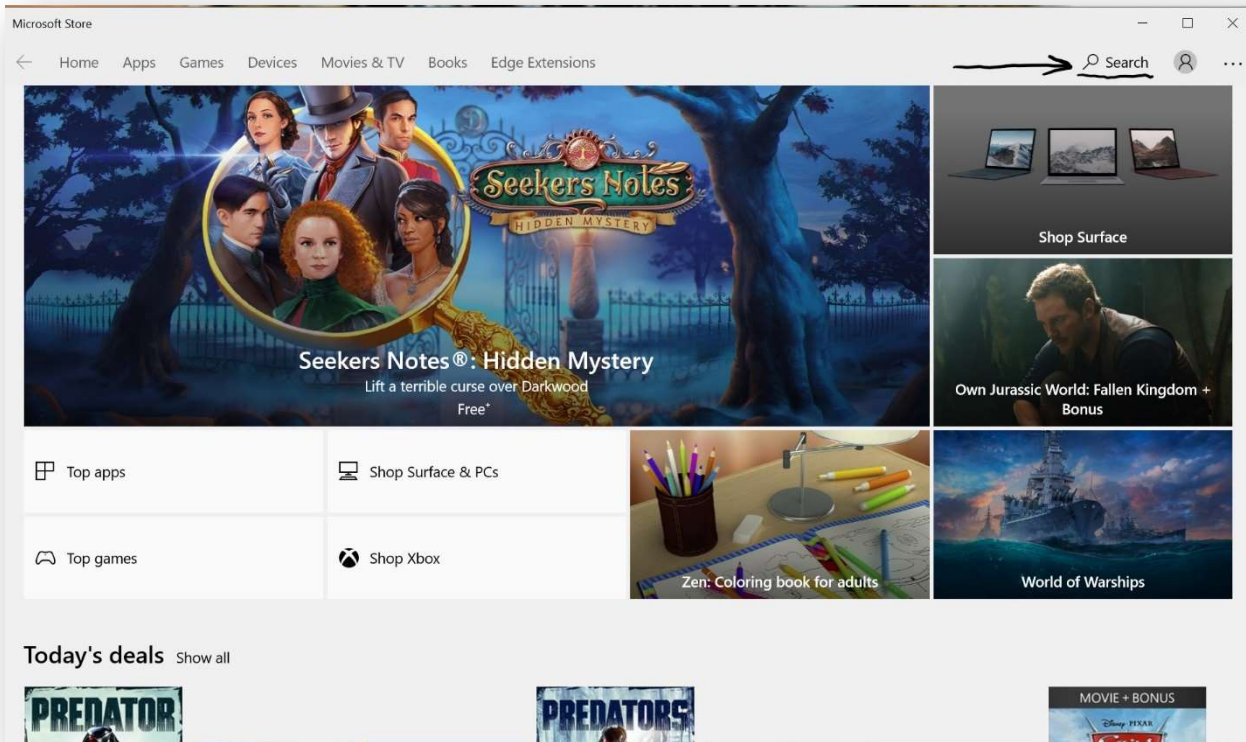 Microsoft Store
Home Apps Games Devices Movies & TV Books Edge Extensions Search
Seekers Notes
HIDDEN MYSTERY
Seekers Notes®: Hidden Mystery
Lift a terrible curse over Darkwood
Free*
Shop Surface
Own Jurassic World: Fallen Kingdom +
Bonus
Top apps
Shop Surface & PCs
Top games
Shop Xbox
Zen: Coloring book for adults
World of Warships
Today's deals Show all
PREDATOR
PREDATORS
MOVIE + BONUS
Disney PIXAR